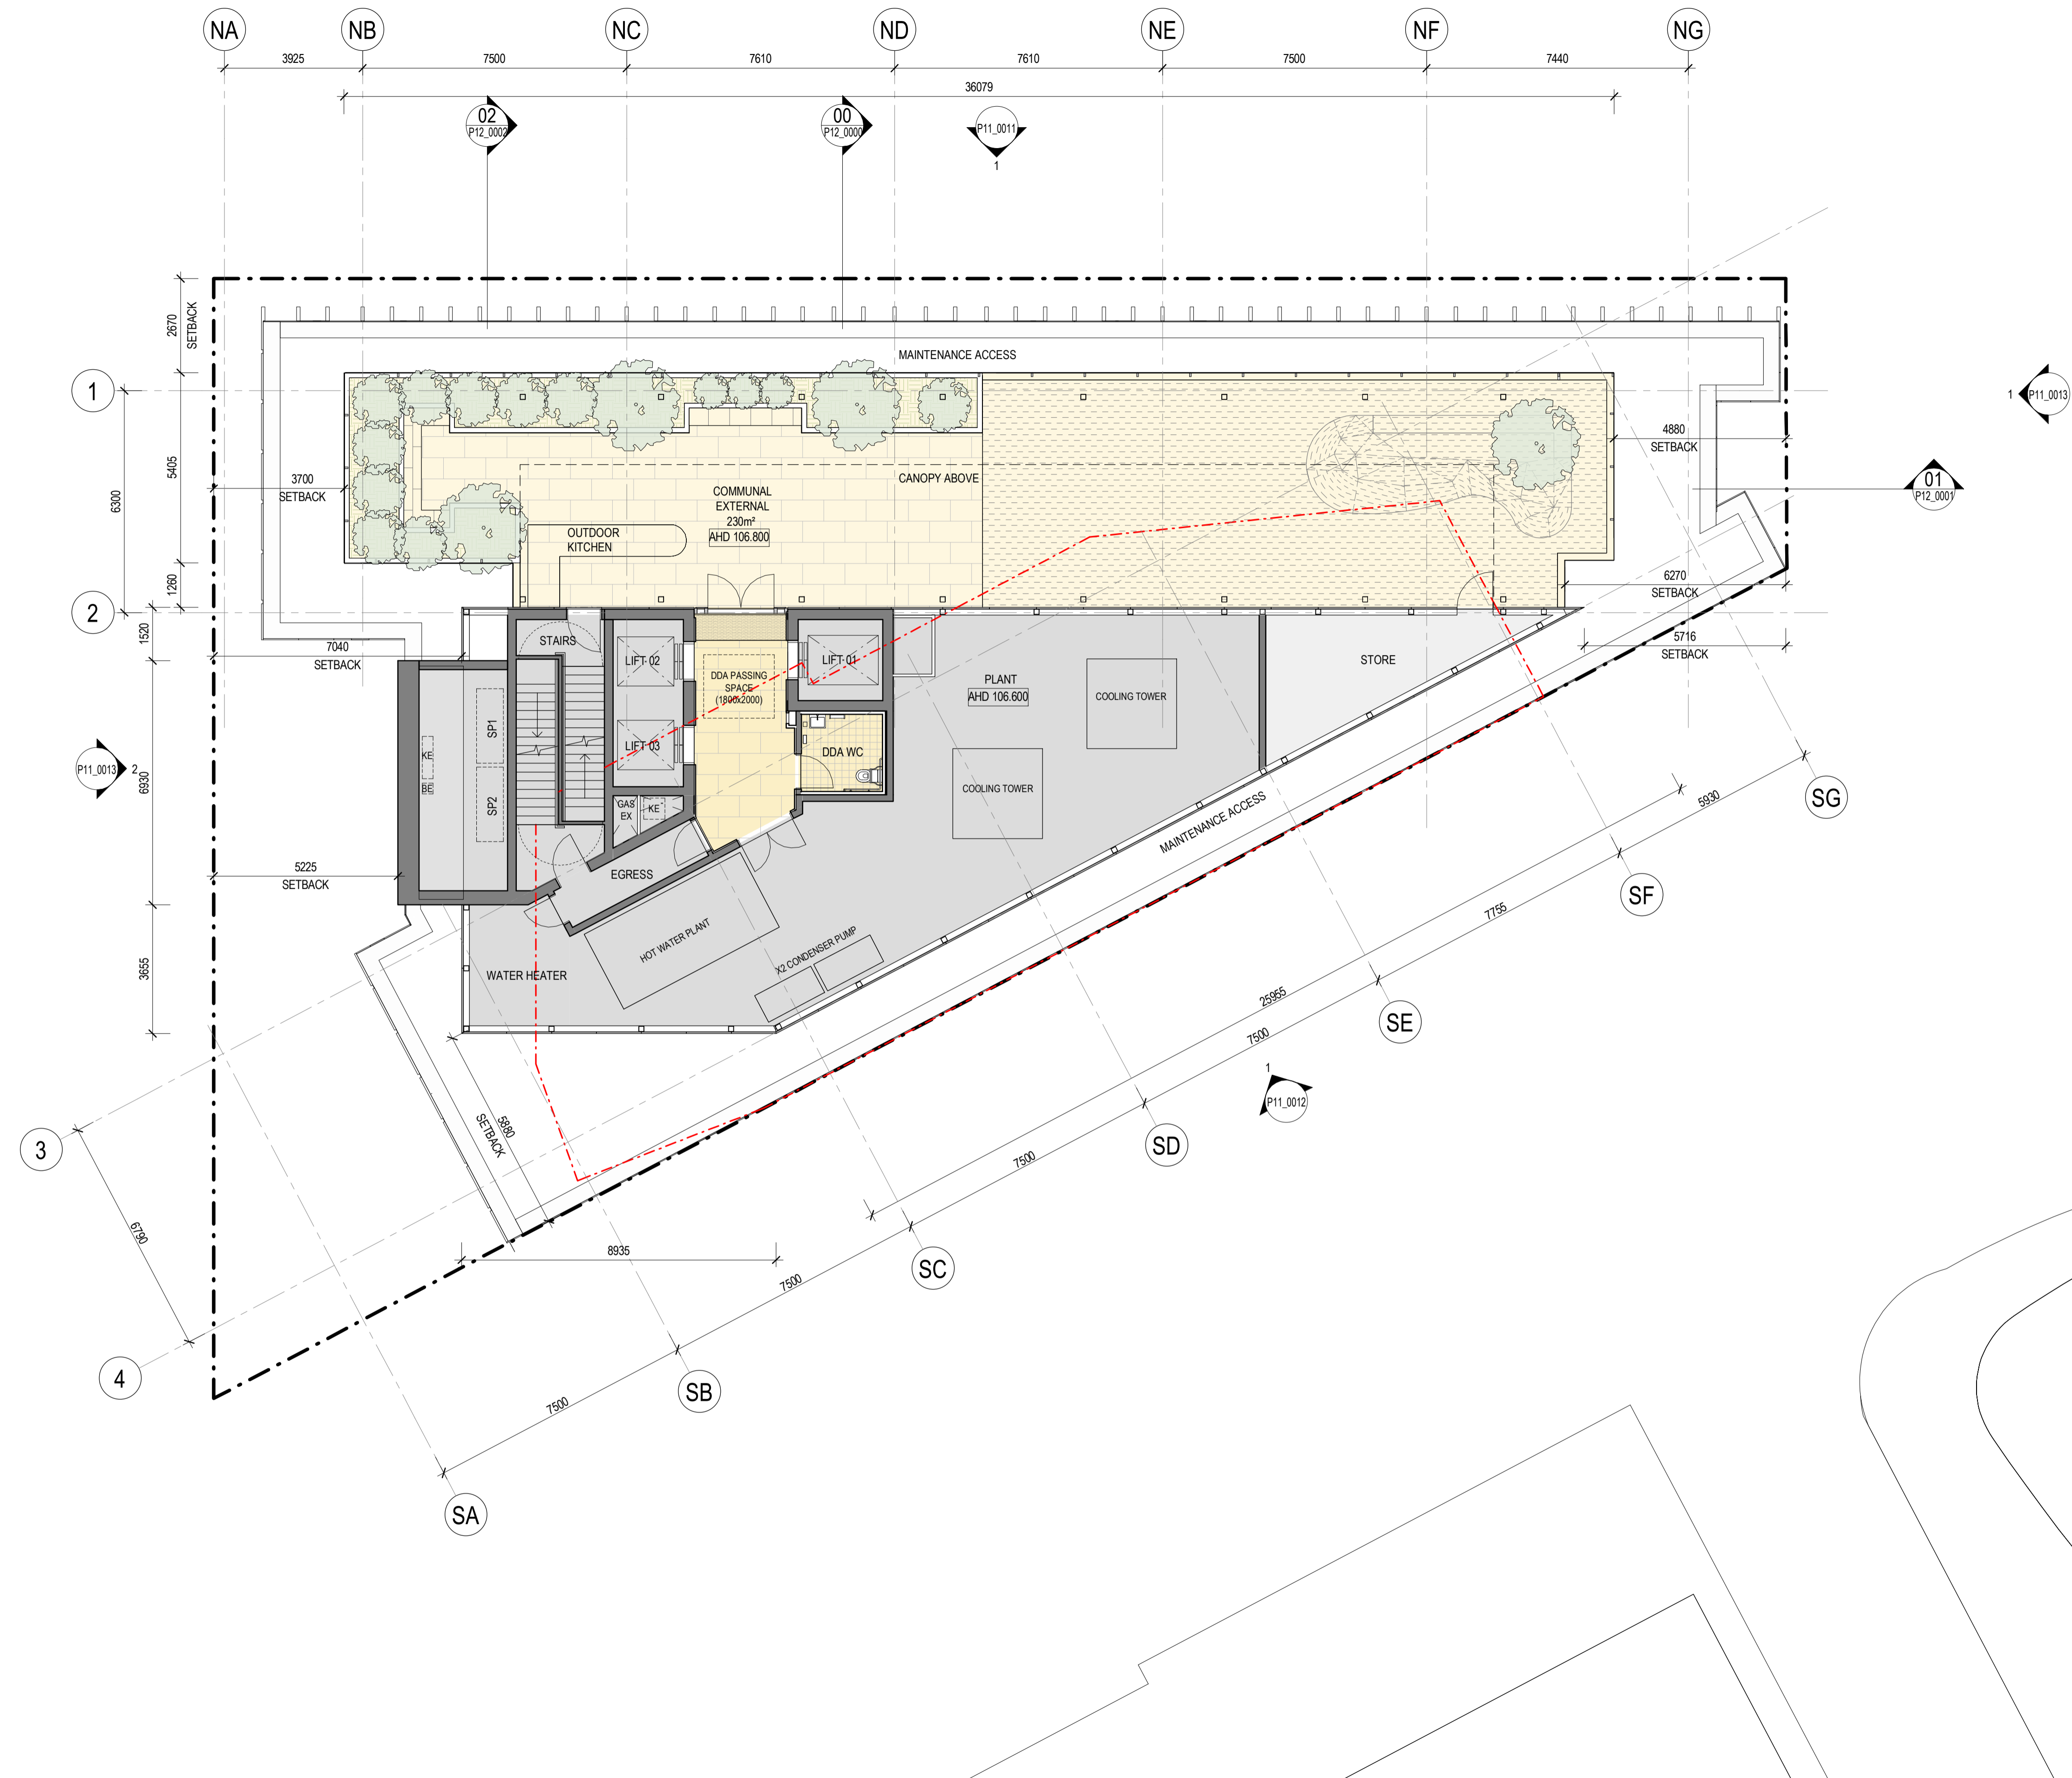 NA
NB
NC
ND
NE
NF
NG
3925
7500
7610
7610
7500
7440
36079
02
P12_0002
00
P12_0000
P11_0011
1
2670
SETBACK
MAINTENANCE ACCESS
1
1
P11_0013
5405
6300
3700
SETBACK
4880
SETBACK
CANOPY ABOVE
COMMUNAL
EXTERNAL
230m²
AHD 106.800
OUTDOOR
KITCHEN
01
P12_0001
1260
6270
SETBACK
2
1520
7040
SETBACK
5716
SETBACK
STAIRS
LIFT 02
LIFT 01
DDA PASSING
SPACE
(1800x2000)
PLANT
AHD 106.600
COOLING TOWER
STORE
SP1
LIFT 03
DDA WC
KE
BE
P11_0013
2
6930
SP2
GAS
EX
KE
COOLING TOWER
MAINTENANCE ACCESS
5930
SG
5225
SETBACK
EGRESS
SF
7755
HOT WATER PLANT
X2 CONDENSER PUMP
WATER HEATER
3655
25955
SE
7500
1
P11_0012
5880
SETBACK
3
SD
7500
6790
8935
SC
7500
4
SB
7500
SA